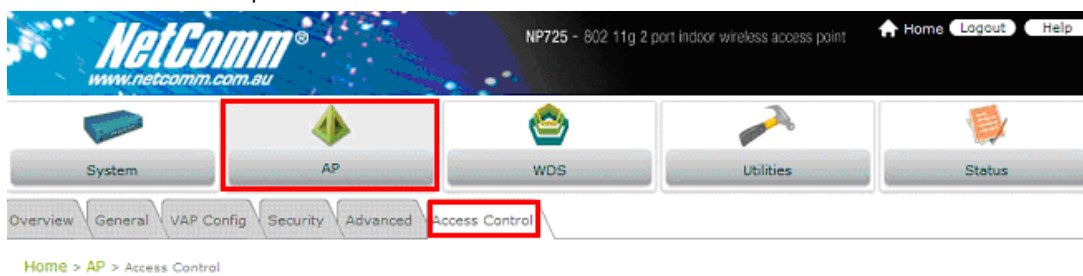 NetComm®
www.netcomm.com.au
NP725 - 802 11g 2 port indoor wireless access point
Home Logout Help
System AP WDS Utilities Status
Overview General VAP Config Security Advanced Access Control
Home > AP > Access Control